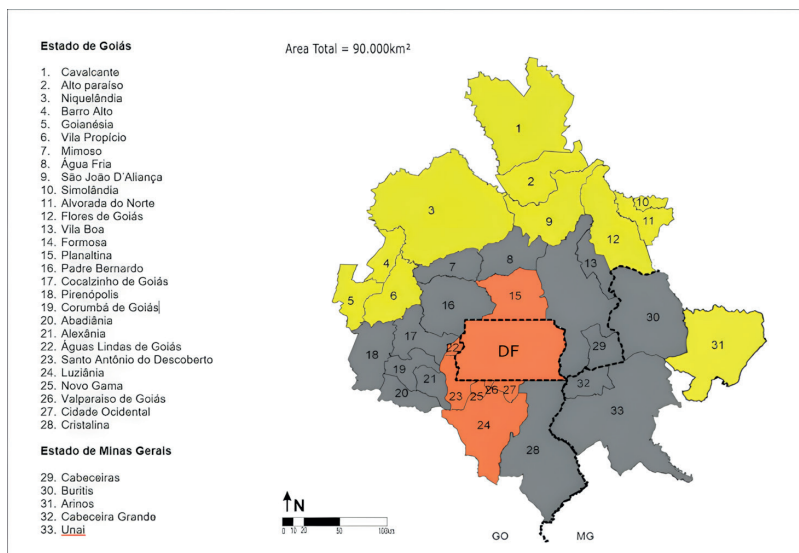 Estado de Goiás
Area Total = 90.000km²
1. Cavalcante
2. Alto paraíso
3. Niquelândia
4. Barro Alto
5. Goianésia
6. Vila Propício
7. Mimoso
8. Água Fria
9. São João D'Aliança
10. Simolândia
11. Alvorada do Norte
12. Flores de Goiás
13. Vila Boa
14. Formosa
15. Planaltina
16. Padre Bernardo
17. Cocalzinho de Goiás
18. Pirenópolis
19. Corumbá de Goiás
20. Abadiânia
21. Alexânia
22. Águas Lindas de Goiás
23. Santo Antônio do Descoberto
24. Luziânia
25. Novo Gama
26. Valparaiso de Goiás
27. Cidade Ocidental
28. Cristalina
Estado de Minas Gerais
29. Cabeceiras
30. Buritis
31. Arinos
32. Cabeceira Grande
33. Unai
1
2
3
10
11
9
12
4
7
8
13
5
6
15
16
30
31
17
18
22
DF
29
19
21
32
20
23
25
26
27
33
24
28
N
0 10 20 50 100km
GO
MG